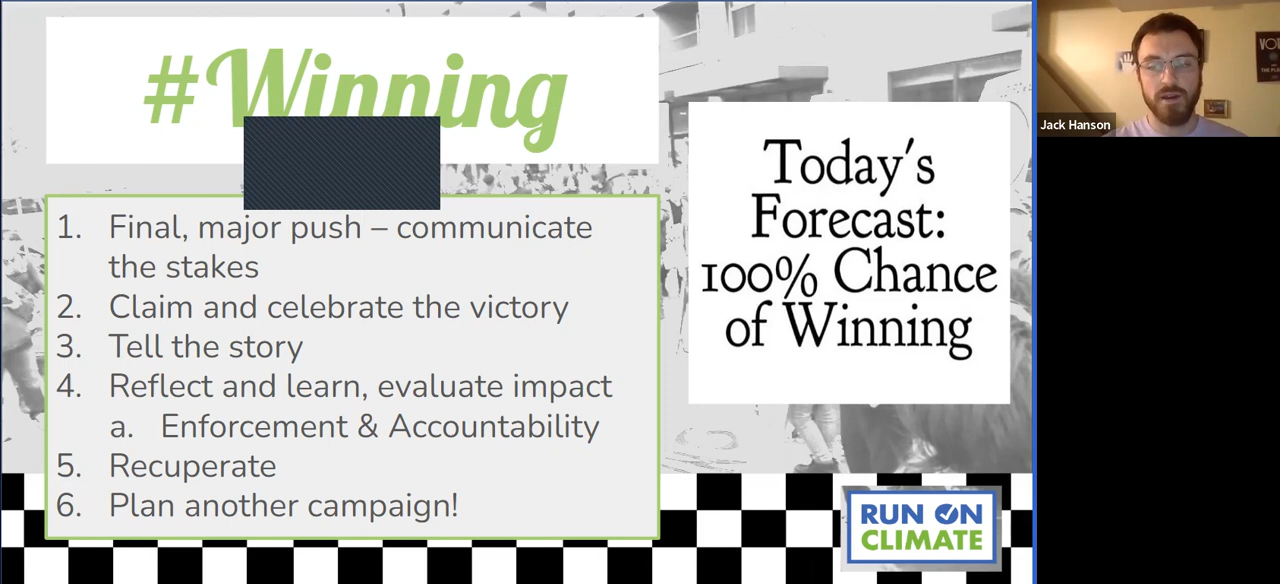 #Winning
1. Final, major push – communicate
the stakes
2. Claim and celebrate the victory
3. Tell the story
4. Reflect and learn, evaluate impact
a. Enforcement & Accountability
5. Recuperate
6. Plan another campaign!
Today's
Forecast:
100% Chance
of Winning
RUN ON
CLIMATE
Jack Hanson